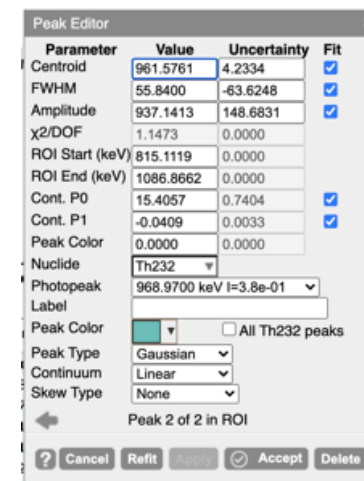 Peak Editor
Parameter Value Uncertainty Fit
Centroid 961.5761 4.2334
FWHM 55.8400 -63.6248
Amplitude 937.1413 148.6831
χ2/DOF 1.1473 0.0000
ROI Start (keV) 815.1119 0.0000
ROI End (keV) 1086.8662 0.0000
Cont. P0 15.4057 0.7404
Cont. P1 -0.0409 0.0033
Peak Color 0.0000 0.0000
Nuclide Th232
Photopeak 968.9700 keV I=3.8e-01
Label
Peak Color All Th232 peaks
Peak Type Gaussian
Continuum Linear
Skew Type None
Peak 2 of 2 in ROI
? Cancel Refit Apply Accept Delete